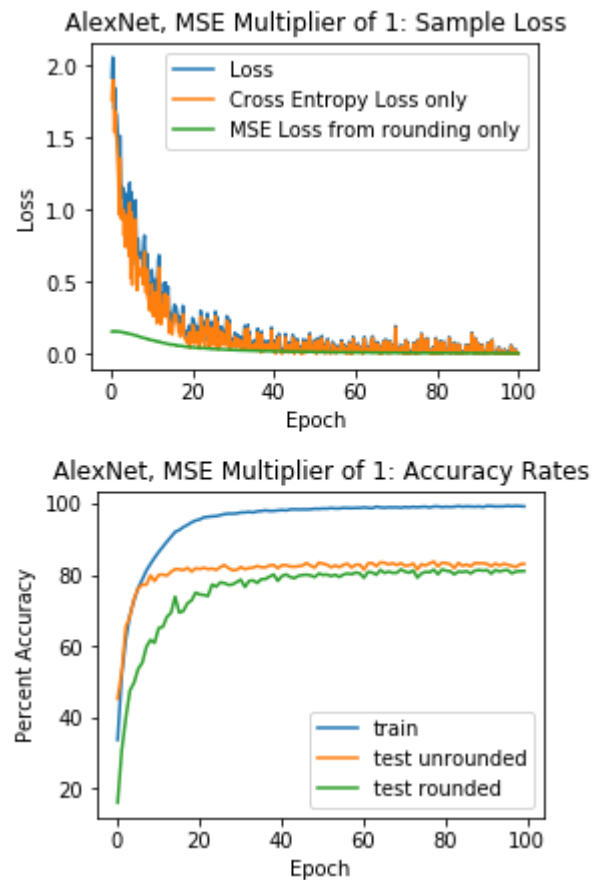 AlexNet, MSE Multiplier of 1: Sample Loss
2.0
1.5
1.0
0.5
0.0
Loss
Loss
Cross Entropy Loss only
MSE Loss from rounding only
0
20
40
60
80
100
Epoch
AlexNet, MSE Multiplier of 1: Accuracy Rates
100
80
60
40
20
Percent Accuracy
train
test unrounded
test rounded
0
20
40
60
80
100
Epoch